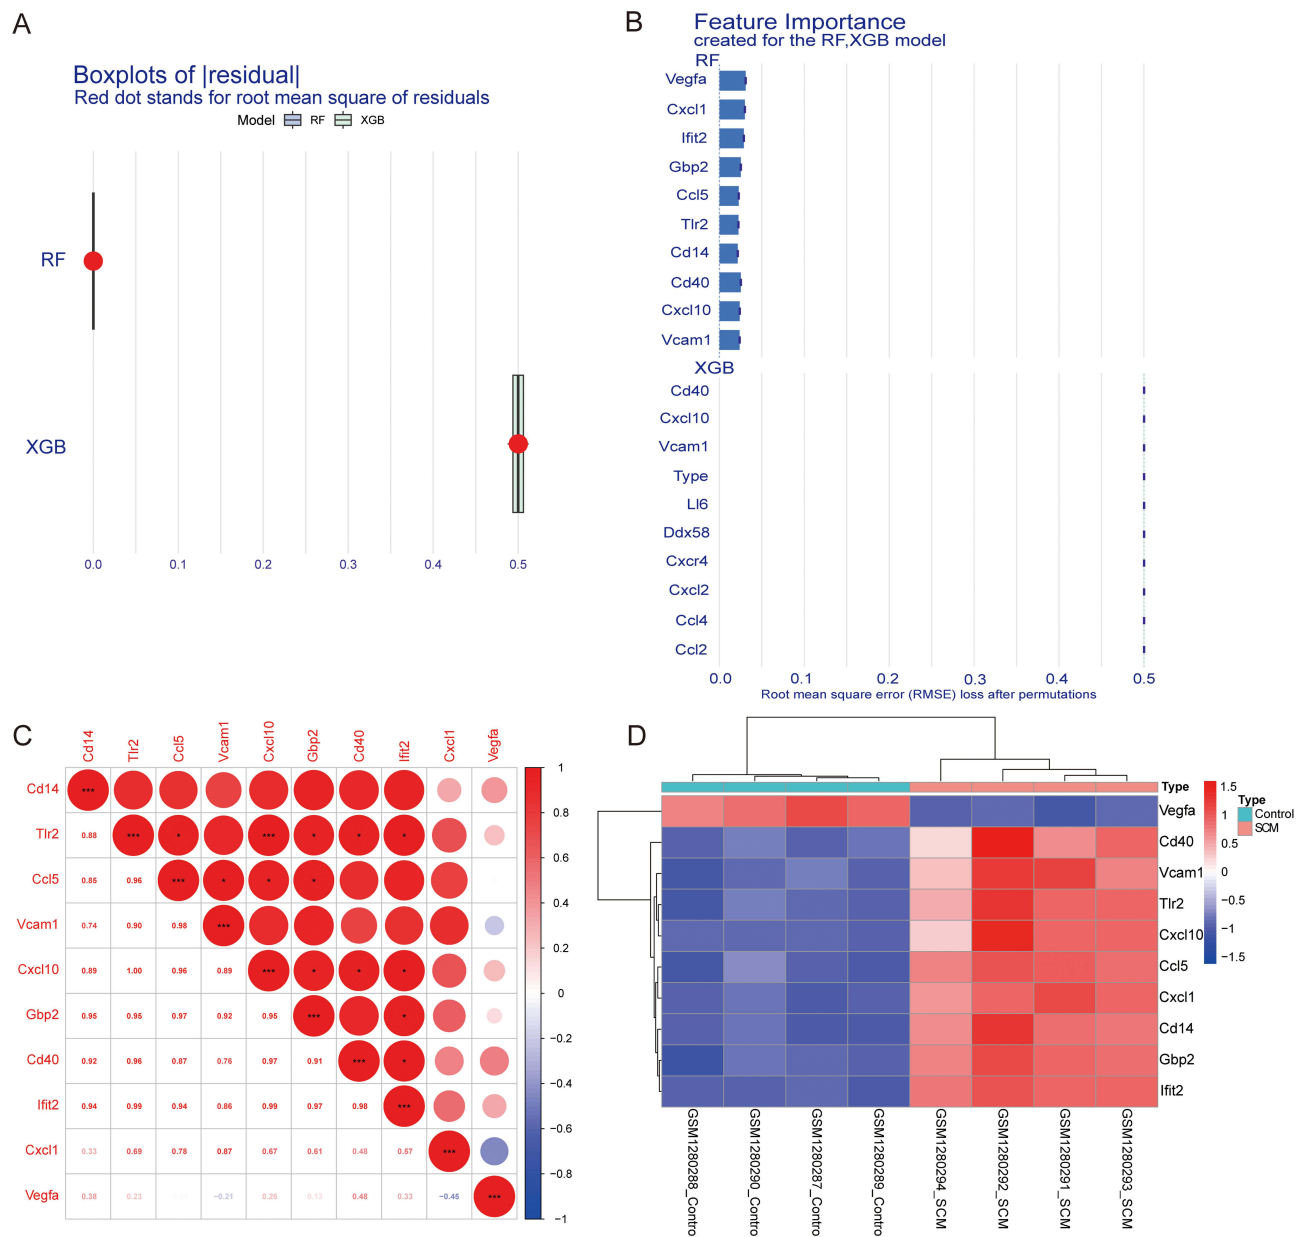 A
Boxplots of |residual|
Red dot stands for root mean square of residuals
Model RF XGB
RF
XGB
0.0 0.1 0.2 0.3 0.4 0.5
B
Feature Importance
created for the RF,XGB model
RF
Vegfa
Cxcl1
Ifit2
Gbp2
Ccl5
Tlr2
Cd14
Cd40
Cxcl10
Vcam1
XGB
Cd40
Cxcl10
Vcam1
Type
Ll6
Ddx58
Cxcr4
Cxcl2
Ccl4
Ccl2
0.0 0.1 0.2 0.3 0.4 0.5
Root mean square error (RMSE) loss after permutations
C
Cd14 Tlr2 Ccl5 Vcam1 Cxcl10 Gbp2 Cd40 Ifit2 Cxcl1 Vegfa
Cd14 ***
Tlr2 0.88 *** * *** * * *
Ccl5 0.85 0.96 *** * * *
Vcam1 0.74 0.90 0.98 ***
Cxcl10 0.89 1.00 0.96 0.89 *** * * *
Gbp2 0.95 0.95 0.97 0.92 0.95 *** *
Cd40 0.92 0.96 0.87 0.76 0.97 0.91 *** *
Ifit2 0.94 0.99 0.94 0.86 0.99 0.97 0.98 ***
Cxcl1 0.33 0.69 0.78 0.87 0.67 0.61 0.48 0.57 ***
Vegfa 0.38 0.23 −0.21 0.26 0.13 0.48 0.33 −0.45 ***
1
0.8
0.6
0.4
0.2
0
−0.2
−0.4
−0.6
−0.8
−1
D
Type
Vegfa
Cd40
Vcam1
Tlr2
Cxcl10
Ccl5
Cxcl1
Cd14
Gbp2
Ifit2
1.5
1
0.5
0
−0.5
−1
−1.5
Type
Control
SCM
GSM1280288_Contro
GSM1280290_Contro
GSM1280287_Contro
GSM1280289_Contro
GSM1280294_SCM
GSM1280292_SCM
GSM1280291_SCM
GSM1280293_SCM